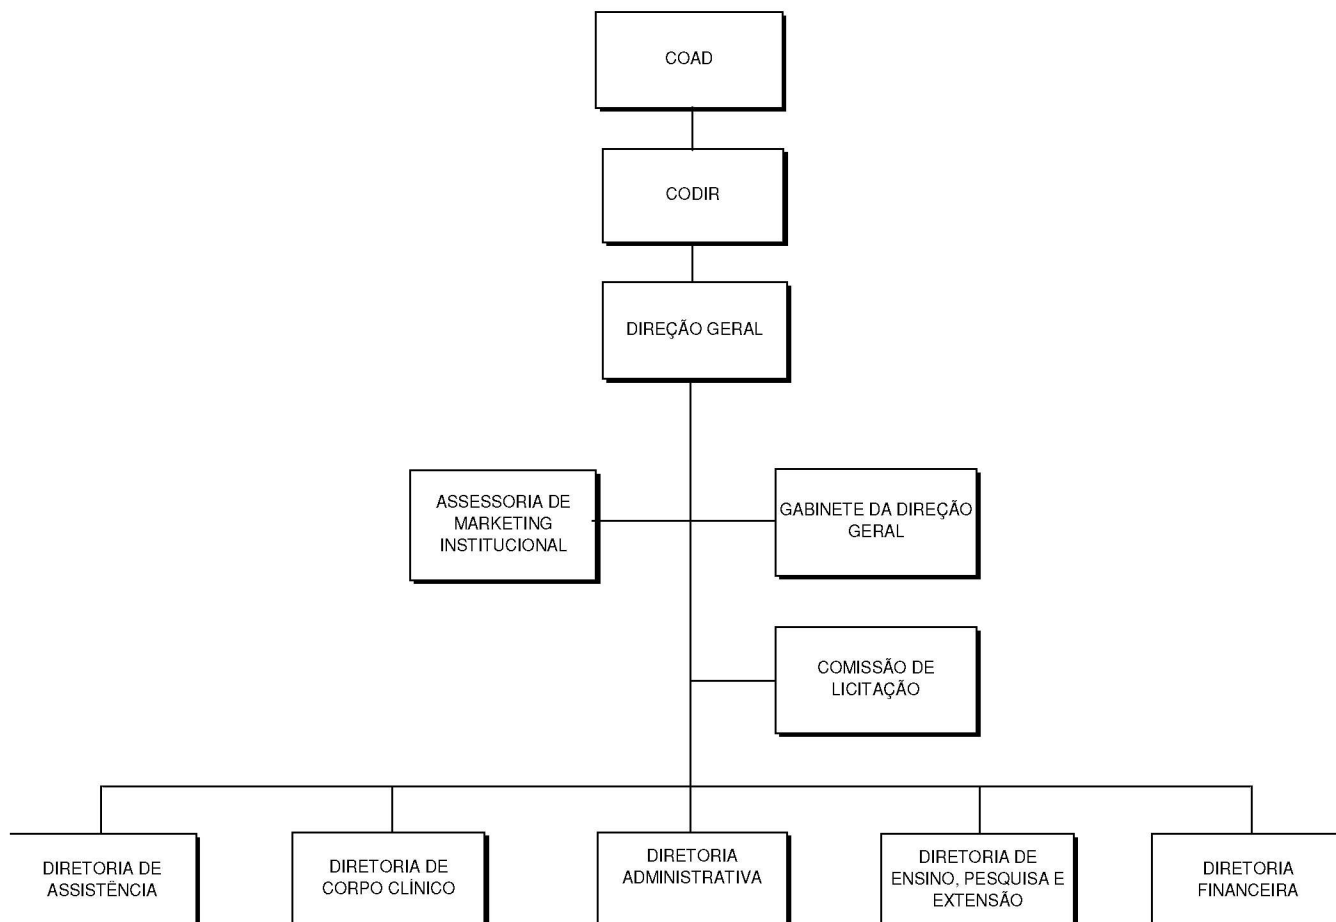 COAD
CODIR
DIREÇÃO GERAL
ASSESSORIA DE
MARKETING
INSTITUCIONAL
GABINETE DA DIREÇÃO
GERAL
COMISSÃO DE
LICITAÇÃO
DIRETORIA DE
ASSISTÊNCIA
DIRETORIA DE
CORPO CLÍNICO
DIRETORIA
ADMINISTRATIVA
DIRETORIA DE
ENSINO, PESQUISA E
EXTENSÃO
DIRETORIA
FINANCEIRA